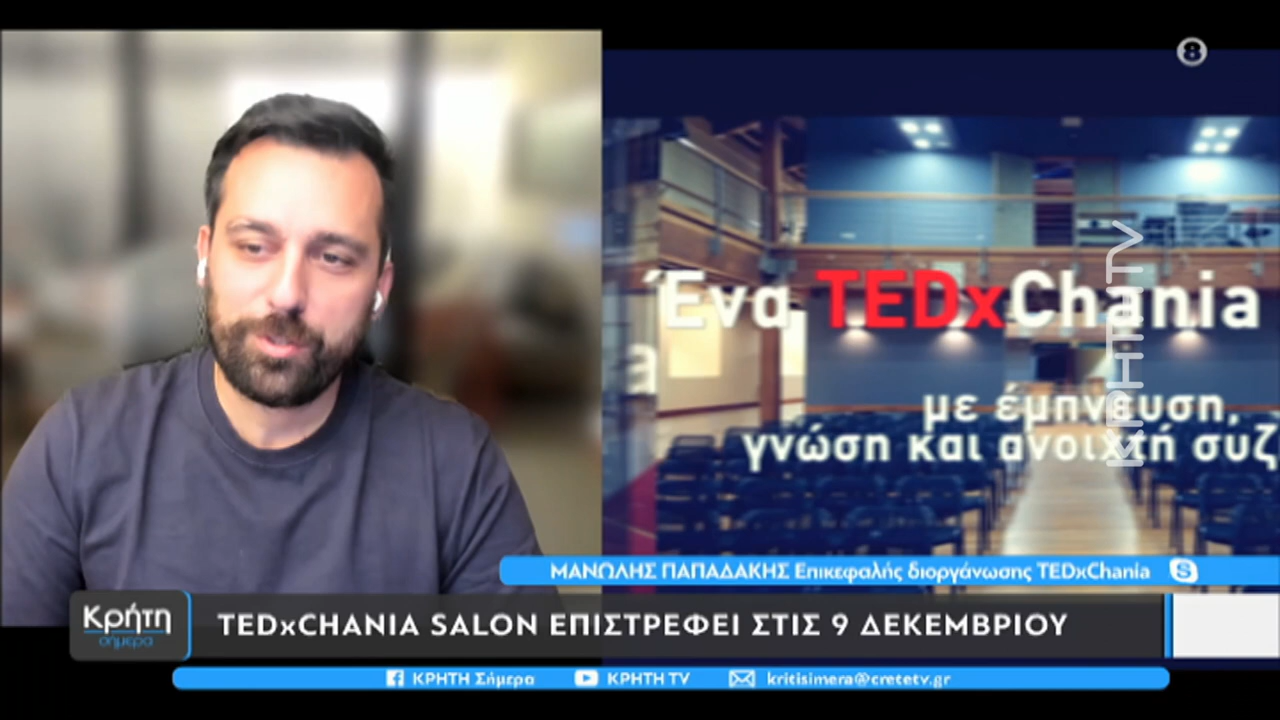 8
Ένα TEDxChania
a
με έμπνευση,
γνώση και ανοιχτή συζ
ΚΡΗΤΗ TV
ΜΑΝΩΛΗΣ ΠΑΠΑΔΑΚΗΣ Επικεφαλής διοργάνωσης TEDxChania
Κρήτη
σήμερα
TEDxCHANIA SALON ΕΠΙΣΤΡΕΦΕΙ ΣΤΙΣ 9 ΔΕΚΕΜΒΡΙΟΥ
ΚΡΗΤΗ Σήμερα ΚΡΗΤΗ TV kritisimera@cretetv.gr